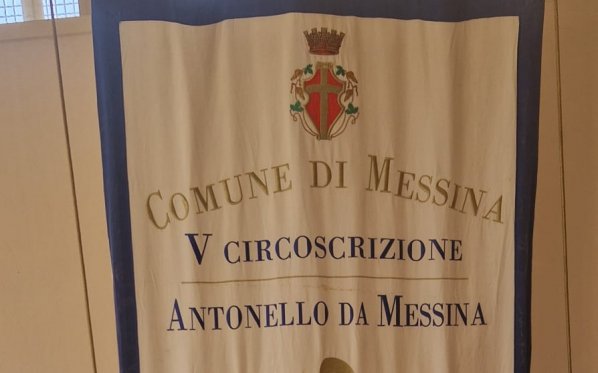 COMUNE DI MESSINA
V CIRCOSCRIZIONE
ANTONELLO DA MESSINA